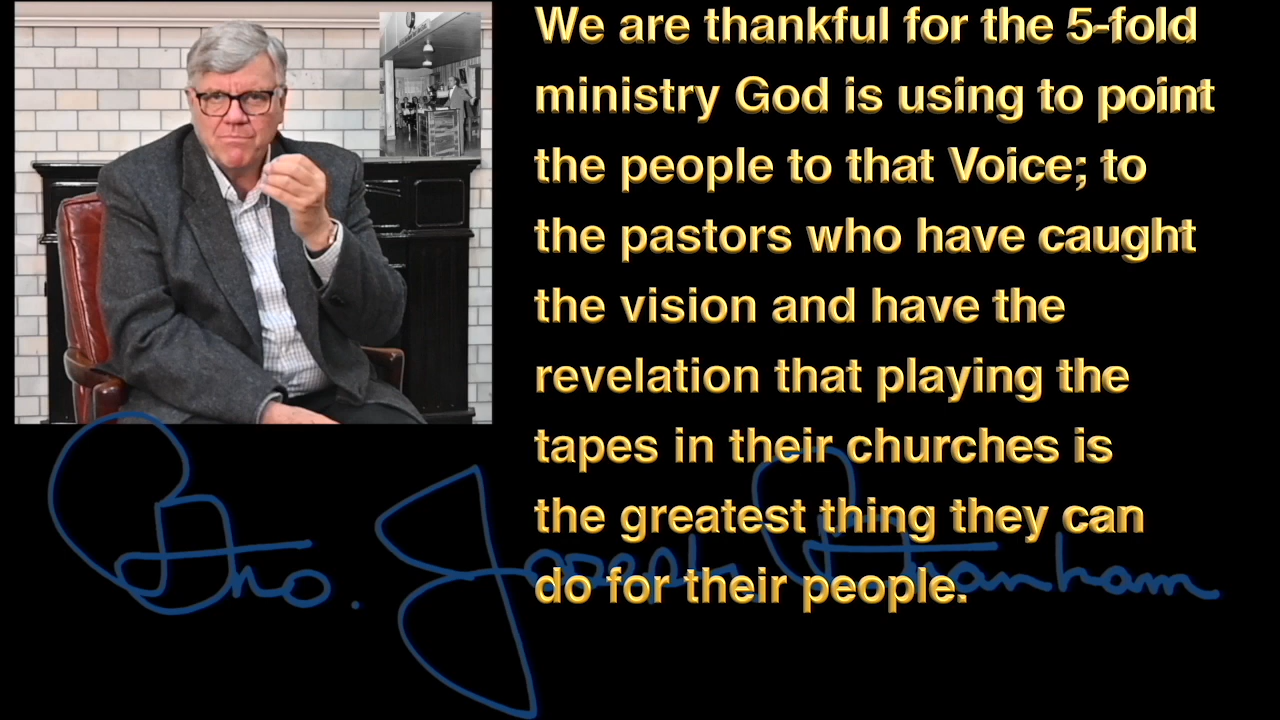 We are thankful for the 5-fold
ministry God is using to point
the people to that Voice; to
the pastors who have caught
the vision and have the
revelation that playing the
tapes in their churches is
the greatest thing they can
do for their people.
Bro. Joseph Branham